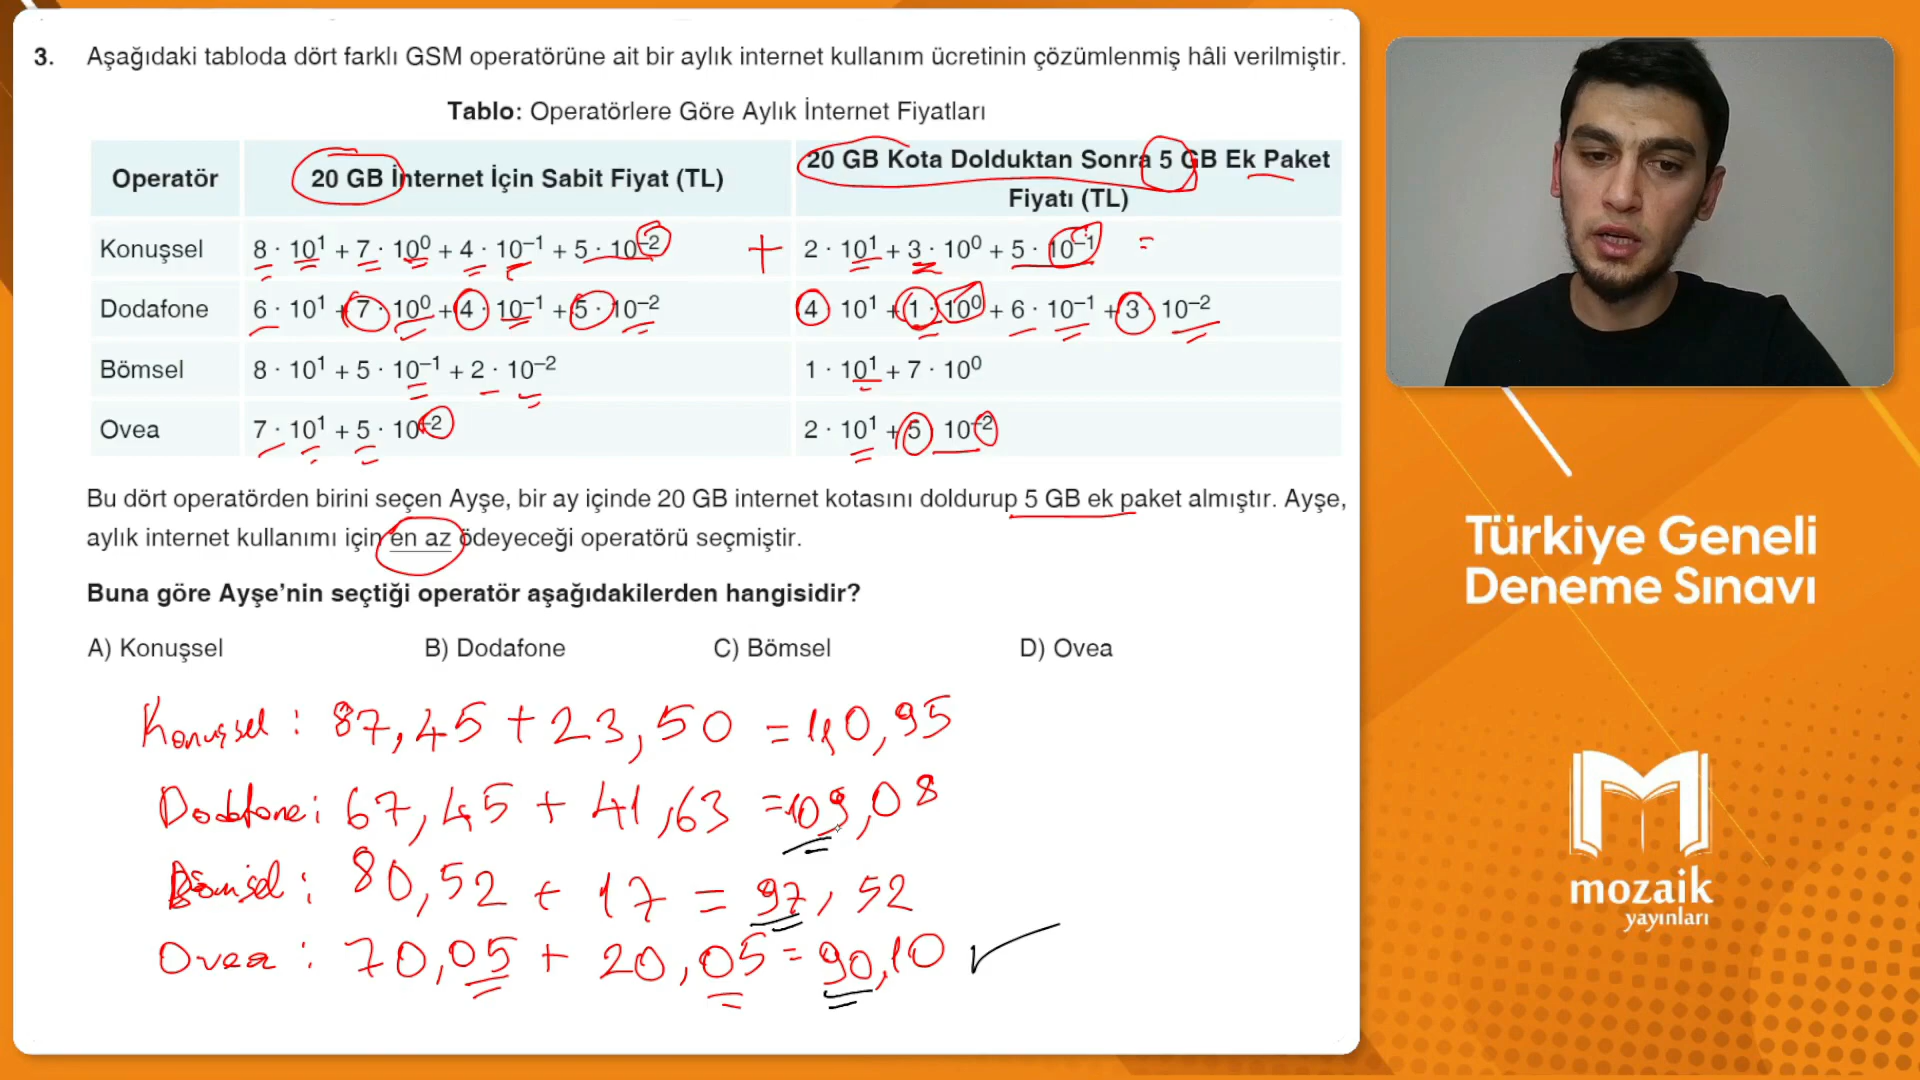 3. Aşağıdaki tabloda dört farklı GSM operatörüne ait bir aylık internet kullanım ücretinin çözümlenmiş hâli verilmiştir.
Tablo: Operatörlere Göre Aylık İnternet Fiyatları
Operatör 20 GB İnternet İçin Sabit Fiyat (TL) 20 GB Kota Dolduktan Sonra 5 GB Ek Paket
Fiyatı (TL)
Konuşsel 8 · 10¹ + 7 · 10⁰ + 4 · 10⁻¹ + 5 · 10⁻² + 2 · 10¹ + 3 · 10⁰ + 5 · 10⁻¹ =
Dodafone 6 · 10¹ + 7 · 10⁰ + 4 · 10⁻¹ + 5 · 10⁻² 4 · 10¹ + 1 · 10⁰ + 6 · 10⁻¹ + 3 · 10⁻²
Bömsel 8 · 10¹ + 5 · 10⁻¹ + 2 · 10⁻² 1 · 10¹ + 7 · 10⁰
Ovea 7 · 10¹ + 5 · 10⁻² 2 · 10¹ + 5 · 10⁻²
Bu dört operatörden birini seçen Ayşe, bir ay içinde 20 GB internet kotasını doldurup 5 GB ek paket almıştır. Ayşe,
aylık internet kullanımı için en az ödeyeceği operatörü seçmiştir.
Buna göre Ayşe'nin seçtiği operatör aşağıdakilerden hangisidir?
A) Konuşsel B) Dodafone C) Bömsel D) Ovea
Konuşsel : 87,45 + 23,50 = 110,95
Dodafone : 67,45 + 41,63 = 109,08
Bömsel : 80,52 + 17 = 97,52
Ovea : 70,05 + 20,05 = 90,10
Türkiye Geneli
Deneme Sınavı
mozaik
yayınları